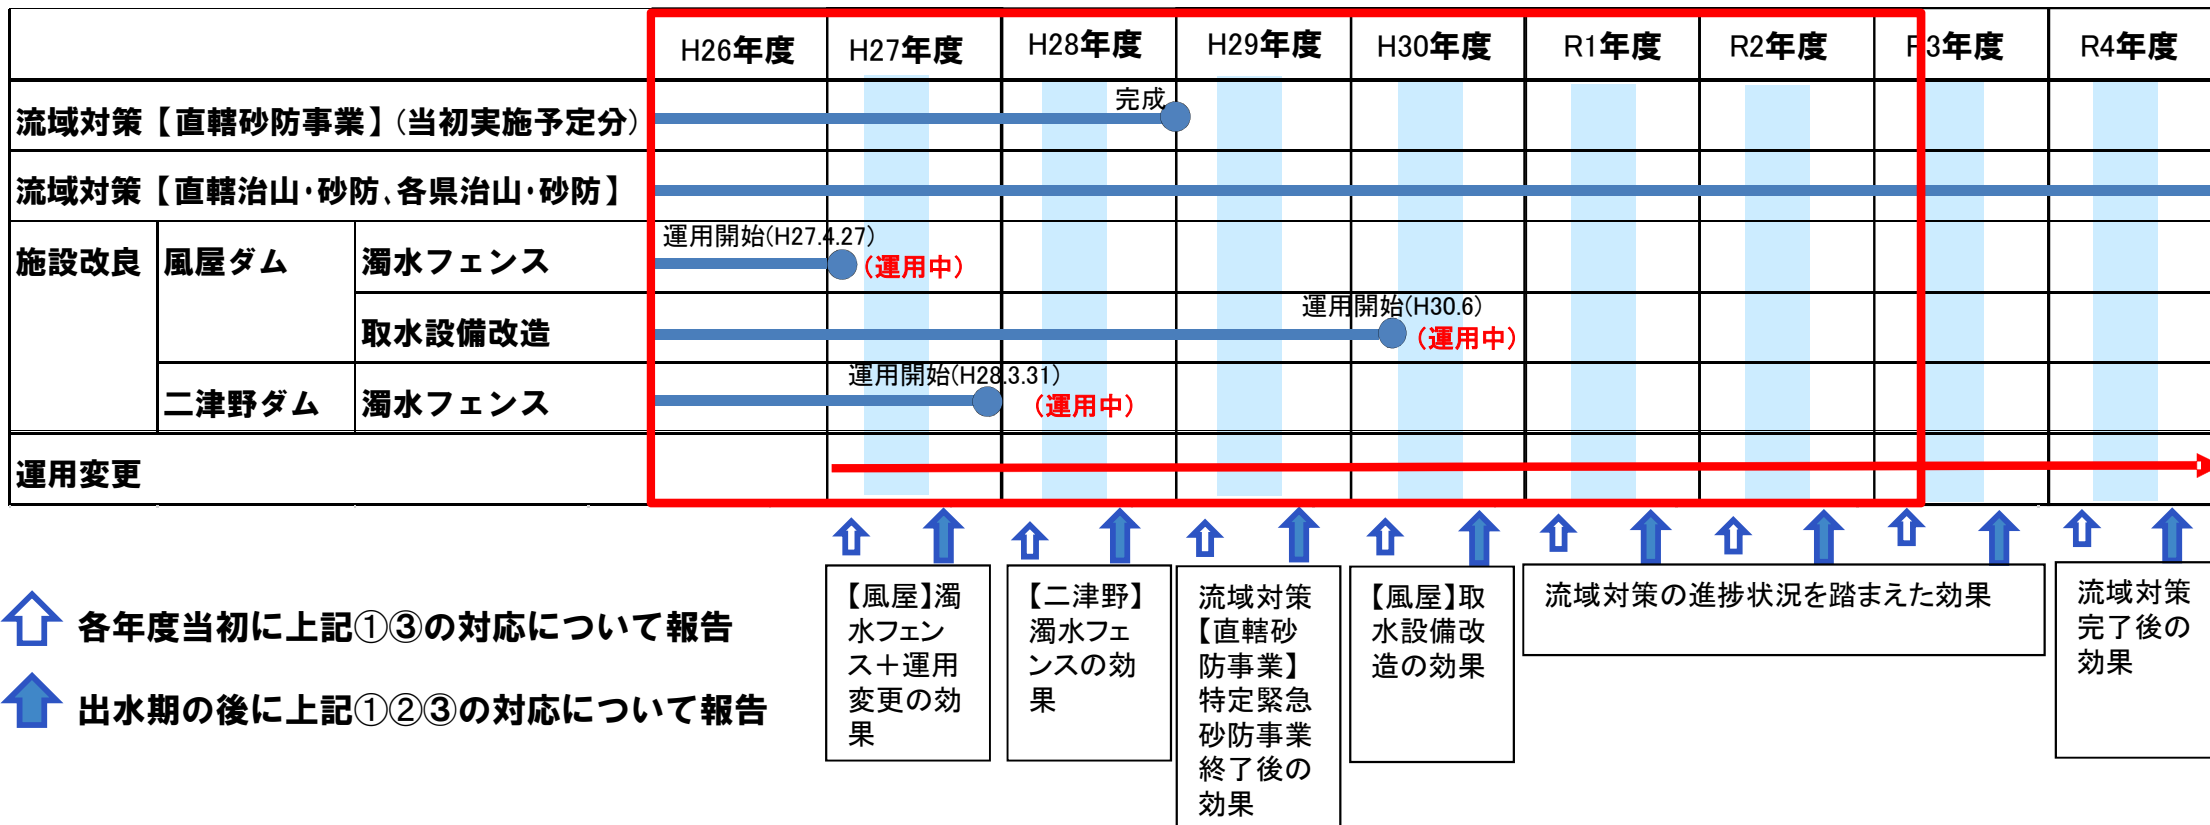 H26年度 H27年度 H28年度 H29年度 H30年度 R1年度 R2年度 R3年度 R4年度
流域対策【直轄砂防事業】(当初実施予定分)
完成
流域対策【直轄治山・砂防、各県治山・砂防】
施設改良 風屋ダム 濁水フェンス
運用開始(H27.4.27)
(運用中)
取水設備改造
運用開始(H30.6)
(運用中)
二津野ダム 濁水フェンス
運用開始(H28.3.31)
(運用中)
運用変更
【風屋】濁
水フェン
ス＋運用
変更の効
果
【二津野】
濁水フェ
ンスの効
果
流域対策
【直轄砂
防事業】
特定緊急
砂防事業
終了後の
効果
【風屋】取
水設備改
造の効果
流域対策の進捗状況を踏まえた効果
流域対策
完了後の
効果
各年度当初に上記①③の対応について報告
出水期の後に上記①②③の対応について報告